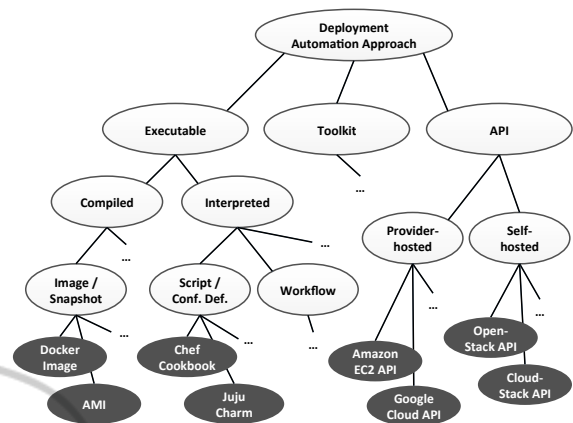 Deployment
Automation Approach
Executable
Toolkit
API
...
Compiled
Interpreted
...
...
Provider-
hosted
Self-
hosted
Image /
Snapshot
Script /
Conf. Def.
Workflow
...
...
...
...
...
Docker
Image
Chef
Cookbook
Amazon
EC2 API
Open-
Stack API
AMI
Juju
Charm
Google
Cloud API
Cloud-
Stack API